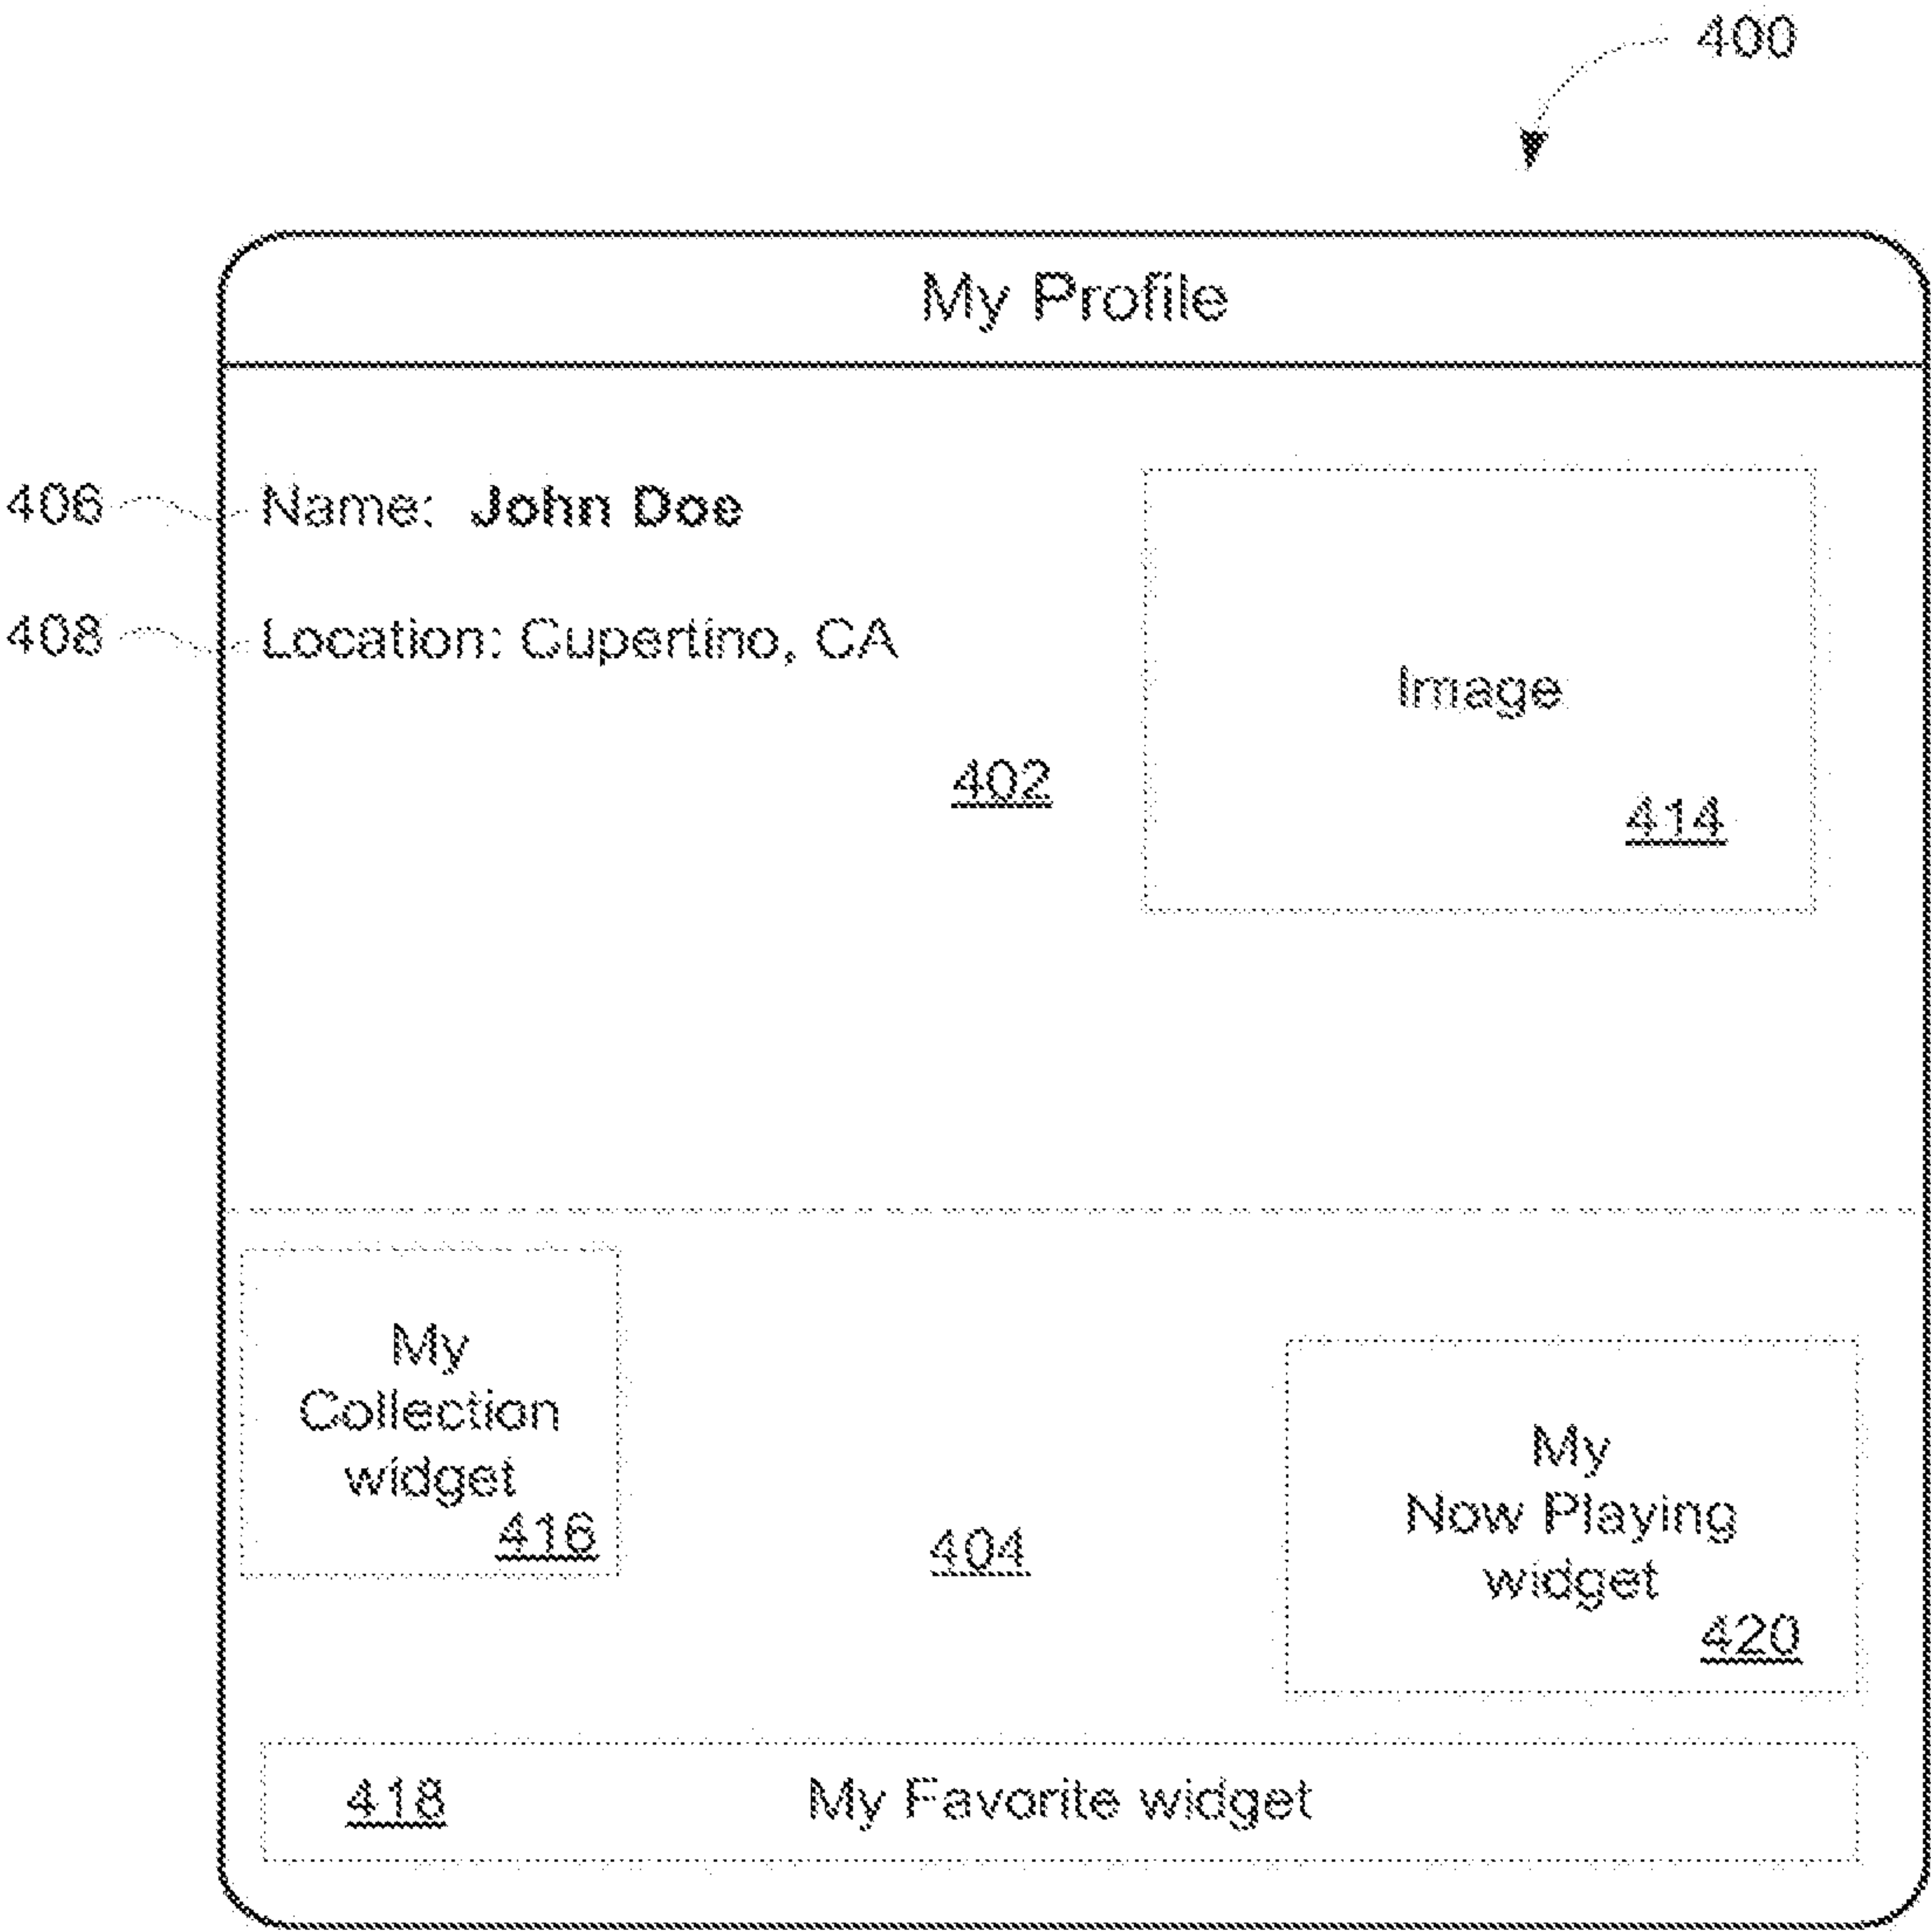 400
My Profile
406 Name: John Doe
408 Location: Cupertino, CA
Image
402
414
My
Collection
widget
416
404
My
Now Playing
widget
420
418 My Favorite widget